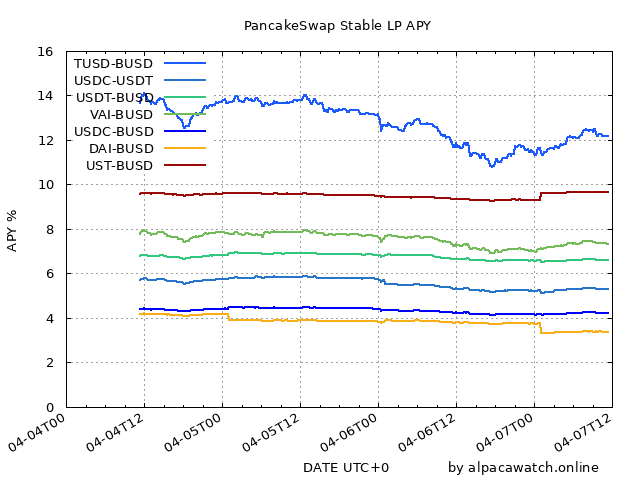 PancakeSwap Stable LP APY
16
14
12
10
8
6
4
2
0
APY %
TUSD-BUSD
USDC-USDT
USDT-BUSD
VAI-BUSD
USDC-BUSD
DAI-BUSD
UST-BUSD
04-04T00
04-04T12
04-05T00
04-05T12
04-06T00
04-06T12
04-07T00
04-07T12
DATE UTC+0
by alpacawatch.online